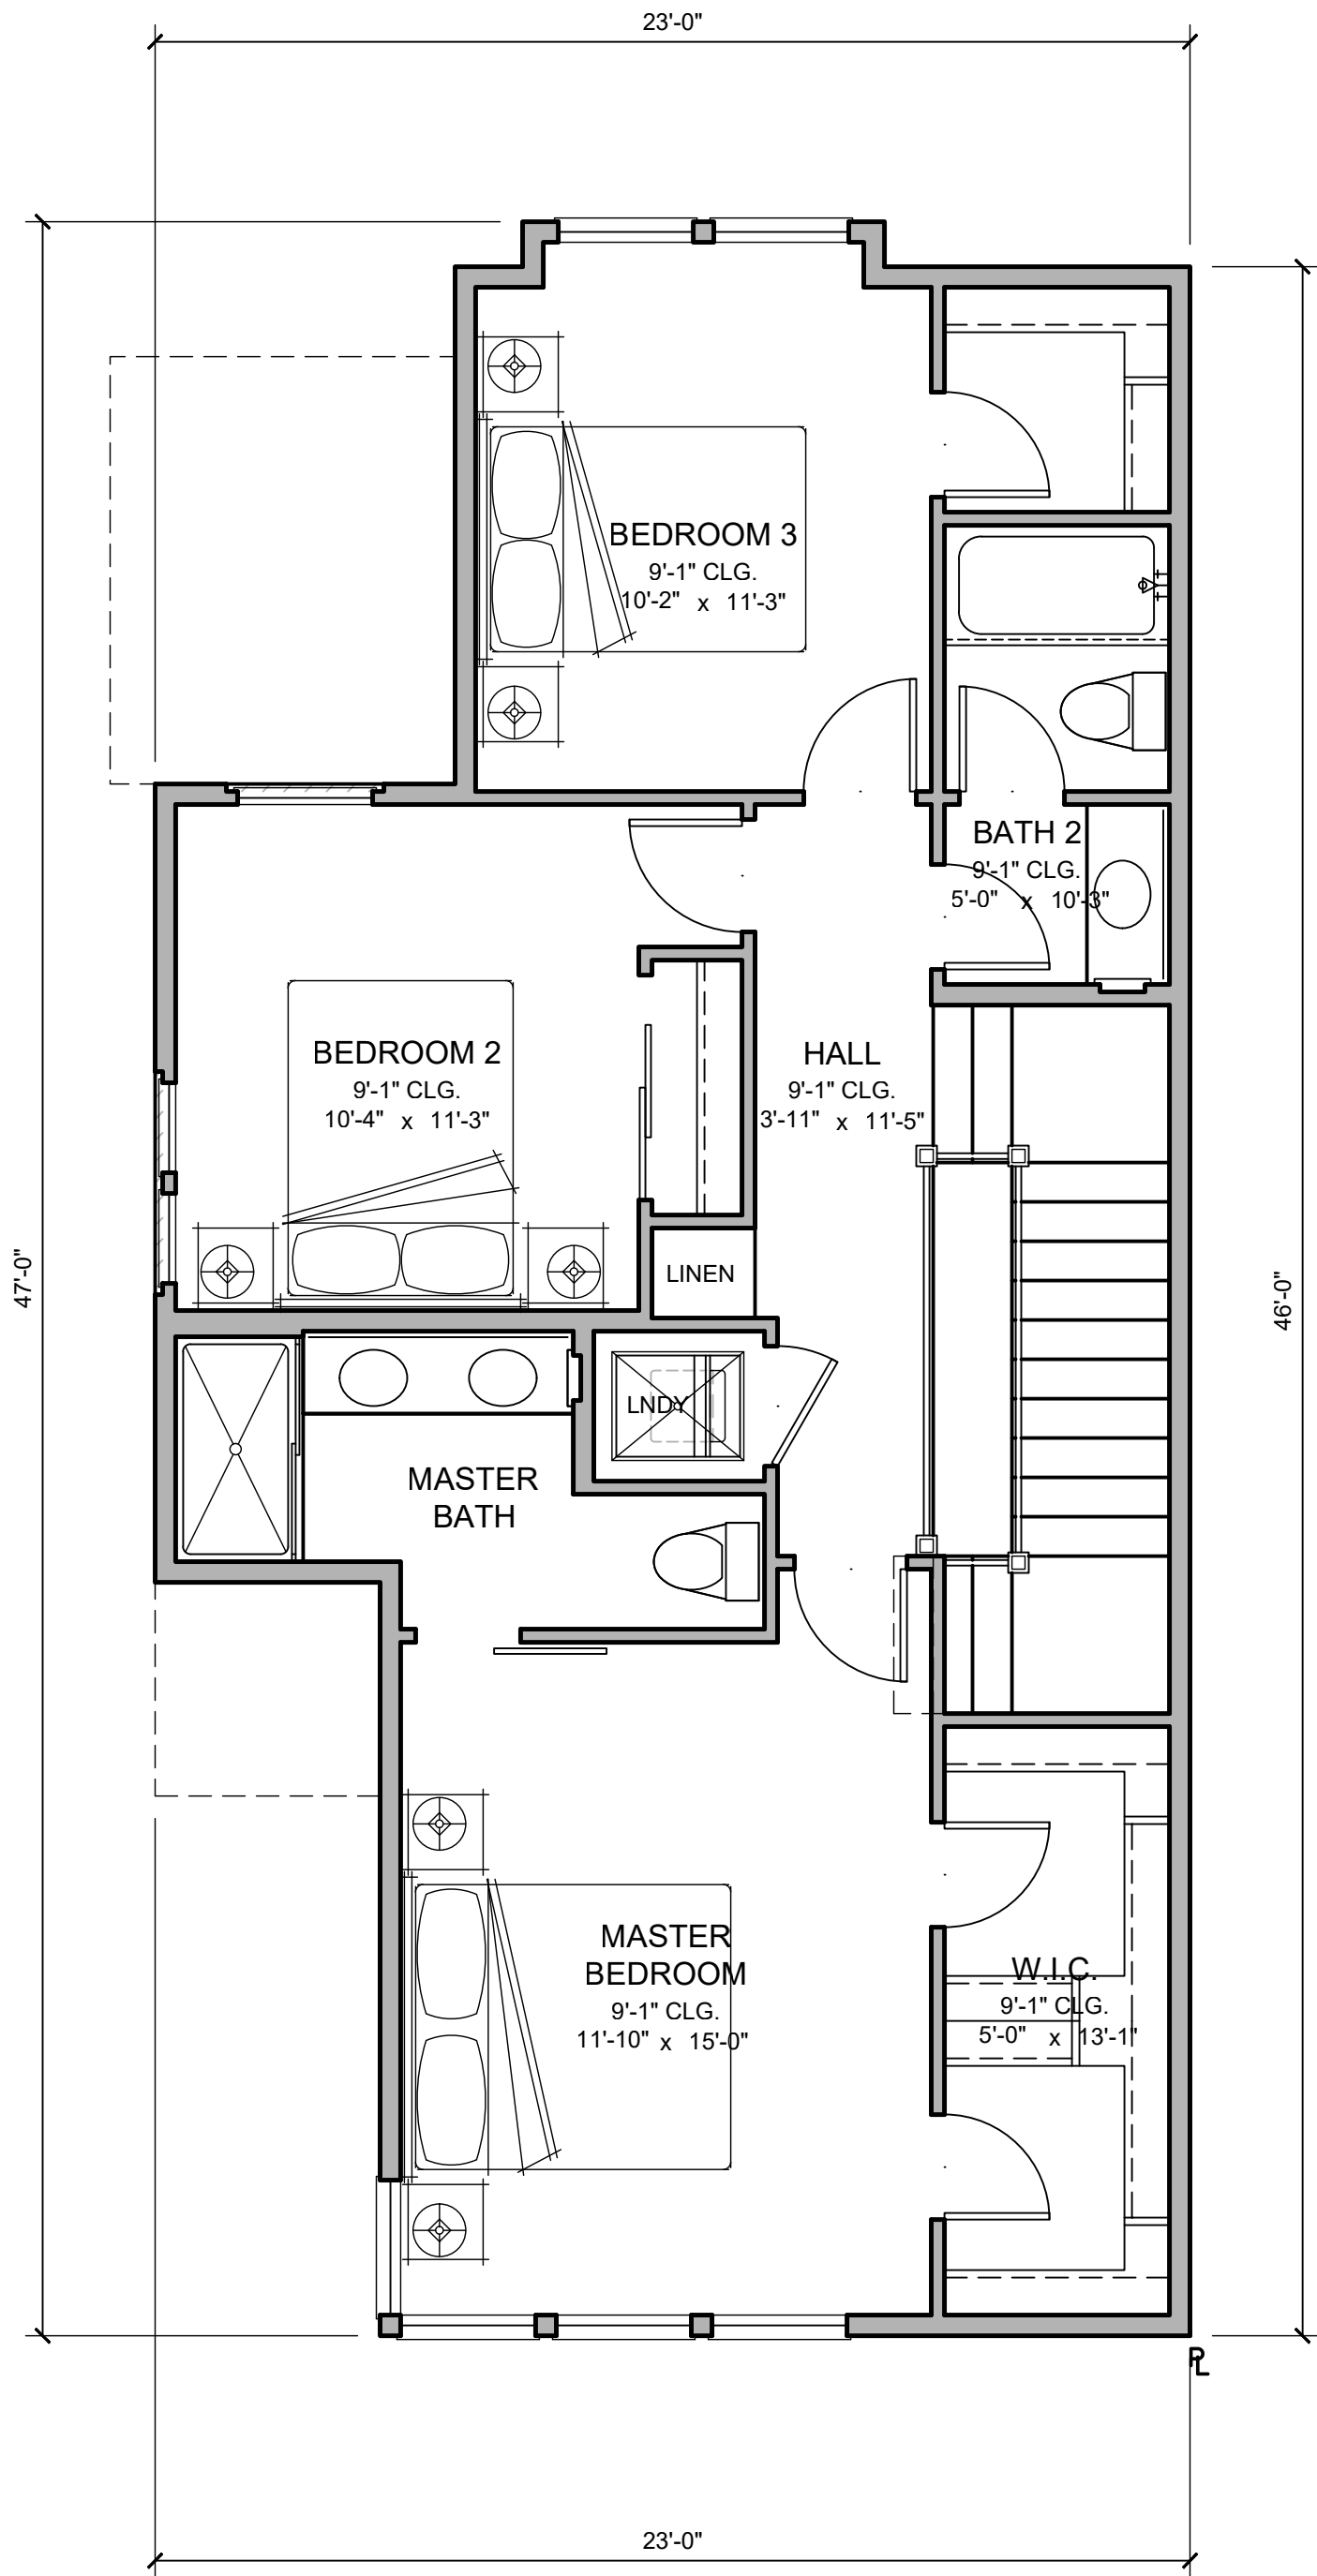 23'-0"
BEDROOM 3
9'-1" CLG.
10'-2" x 11'-3"
BATH 2
9'-1" CLG.
5'-0" x 10'-3"
BEDROOM 2
9'-1" CLG.
10'-4" x 11'-3"
HALL
9'-1" CLG.
3'-11" x 11'-5"
47'-0"
46'-0"
LINEN
LNDY
MASTER
BATH
MASTER
BEDROOM
9'-1" CLG.
11'-10" x 15'-0"
W.I.C.
9'-1" CLG.
5'-0" x 13'-1"
PL
23'-0"